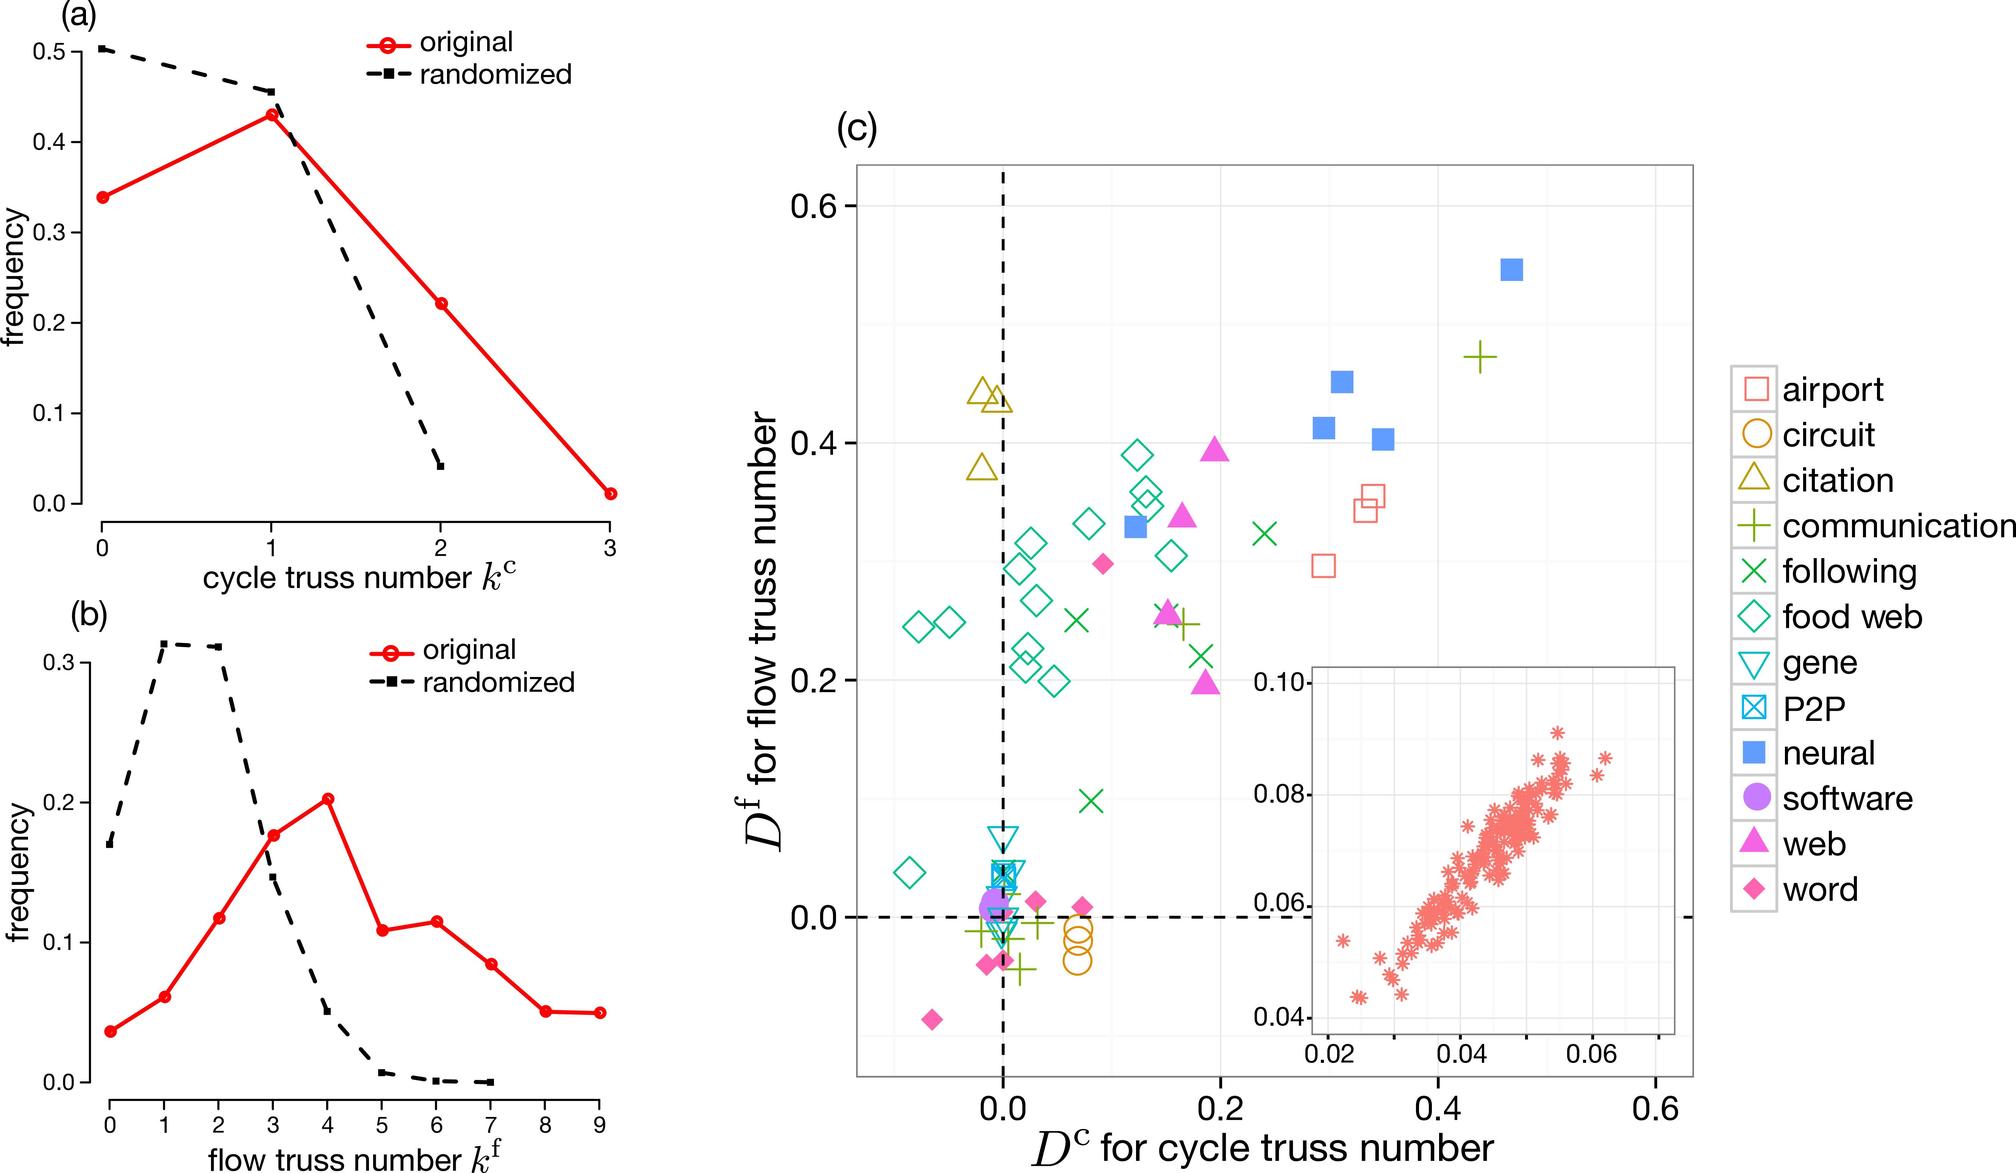 (a)
original
randomized
0.5
0.4
0.3
0.2
0.1
0.0
frequency
0 1 2 3
cycle truss number k^c
(b)
original
randomized
0.3
0.2
0.1
0.0
frequency
0 1 2 3 4 5 6 7 8 9
flow truss number k^f
(c)
0.6
0.4
0.2
0.0
D^f for flow truss number
0.0 0.2 0.4 0.6
D^c for cycle truss number
0.10
0.08
0.06
0.04
0.02 0.04 0.06
airport
circuit
citation
communication
following
food web
gene
P2P
neural
software
web
word